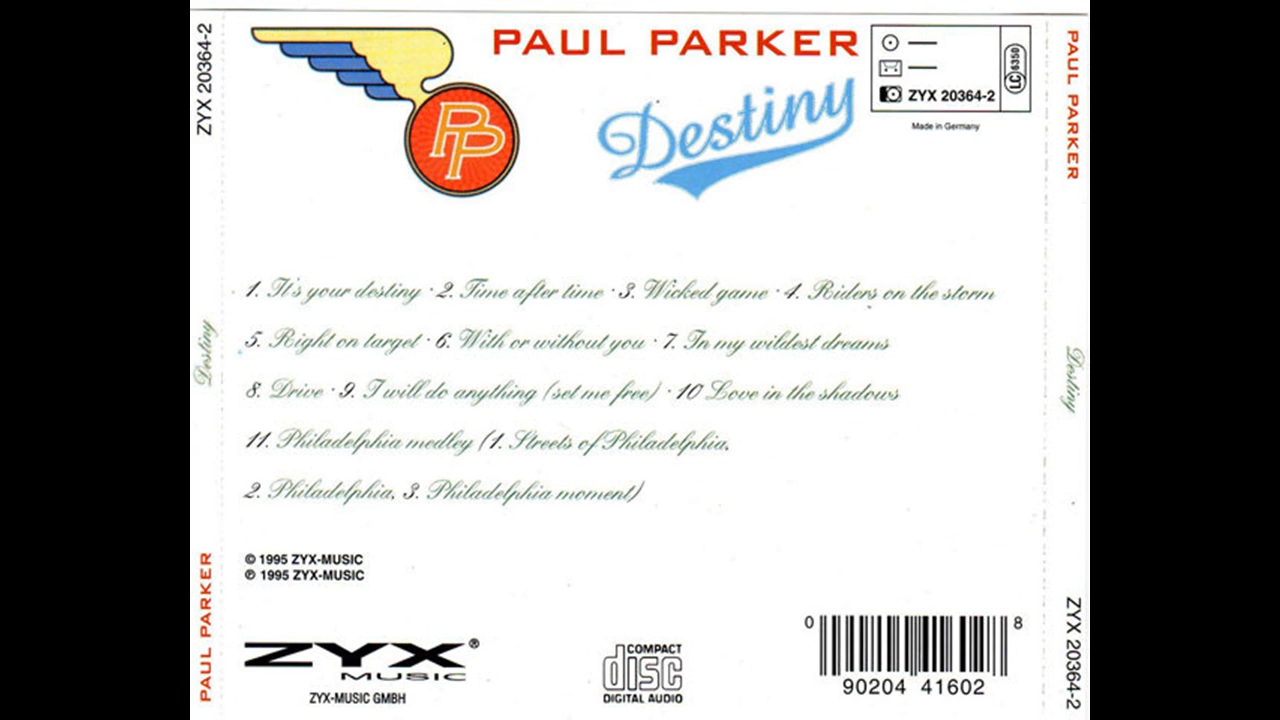 ZYX 20364-2
Destiny
PAUL PARKER
PP
PAUL PARKER
Destiny
ZYX 20364-2
LC 6350
Made in Germany
1. It's your destiny · 2. Time after time · 3. Wicked game · 4. Riders on the storm
5. Right on target · 6. With or without you · 7. In my wildest dreams
8. Drive · 9. I will do anything (set me free) · 10 Love in the shadows
11. Philadelphia medley (1. Streets of Philadelphia,
2. Philadelphia, 3. Philadelphia moment)
© 1995 ZYX-MUSIC
℗ 1995 ZYX-MUSIC
ZYX®
MUSIC
ZYX-MUSIC GMBH
COMPACT
disc
DIGITAL AUDIO
0 90204 41602 8
PAUL PARKER
Destiny
ZYX 20364-2